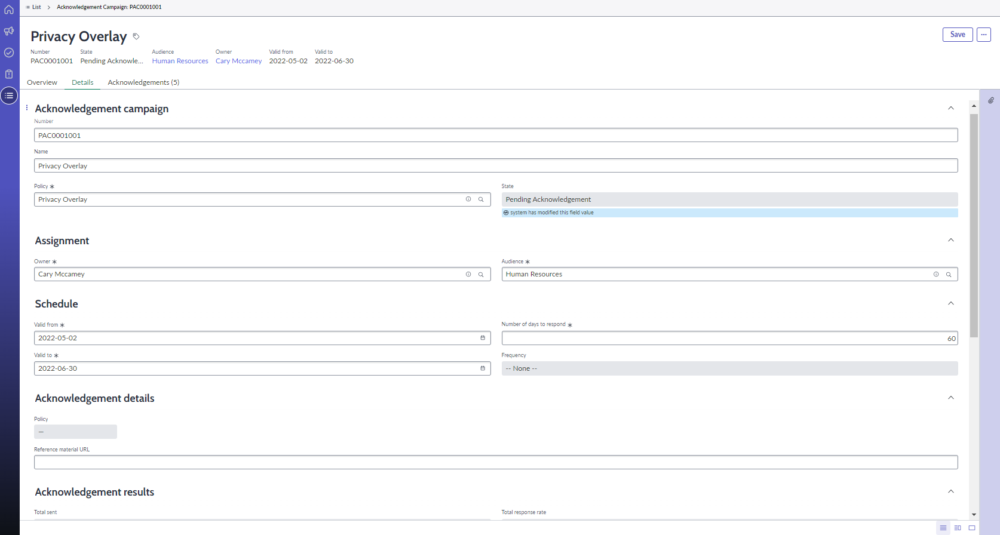 List > Acknowledgement Campaign: PAC0001001
Privacy Overlay
Save
...
Number State Audience Owner Valid from Valid to
PAC0001001 Pending Acknowle... Human Resources Cary Mccamey 2022-05-02 2022-06-30
Overview Details Acknowledgements (5)
Acknowledgement campaign
Number
PAC0001001
Name
Privacy Overlay
Policy *
Privacy Overlay
State
Pending Acknowledgement
system has modified this field value
Assignment
Owner *
Cary Mccamey
Audience *
Human Resources
Schedule
Valid from *
2022-05-02
Number of days to respond *
60
Valid to *
2022-06-30
Frequency
-- None --
Acknowledgement details
Policy
—
Reference material URL
Acknowledgement results
Total sent
Total response rate